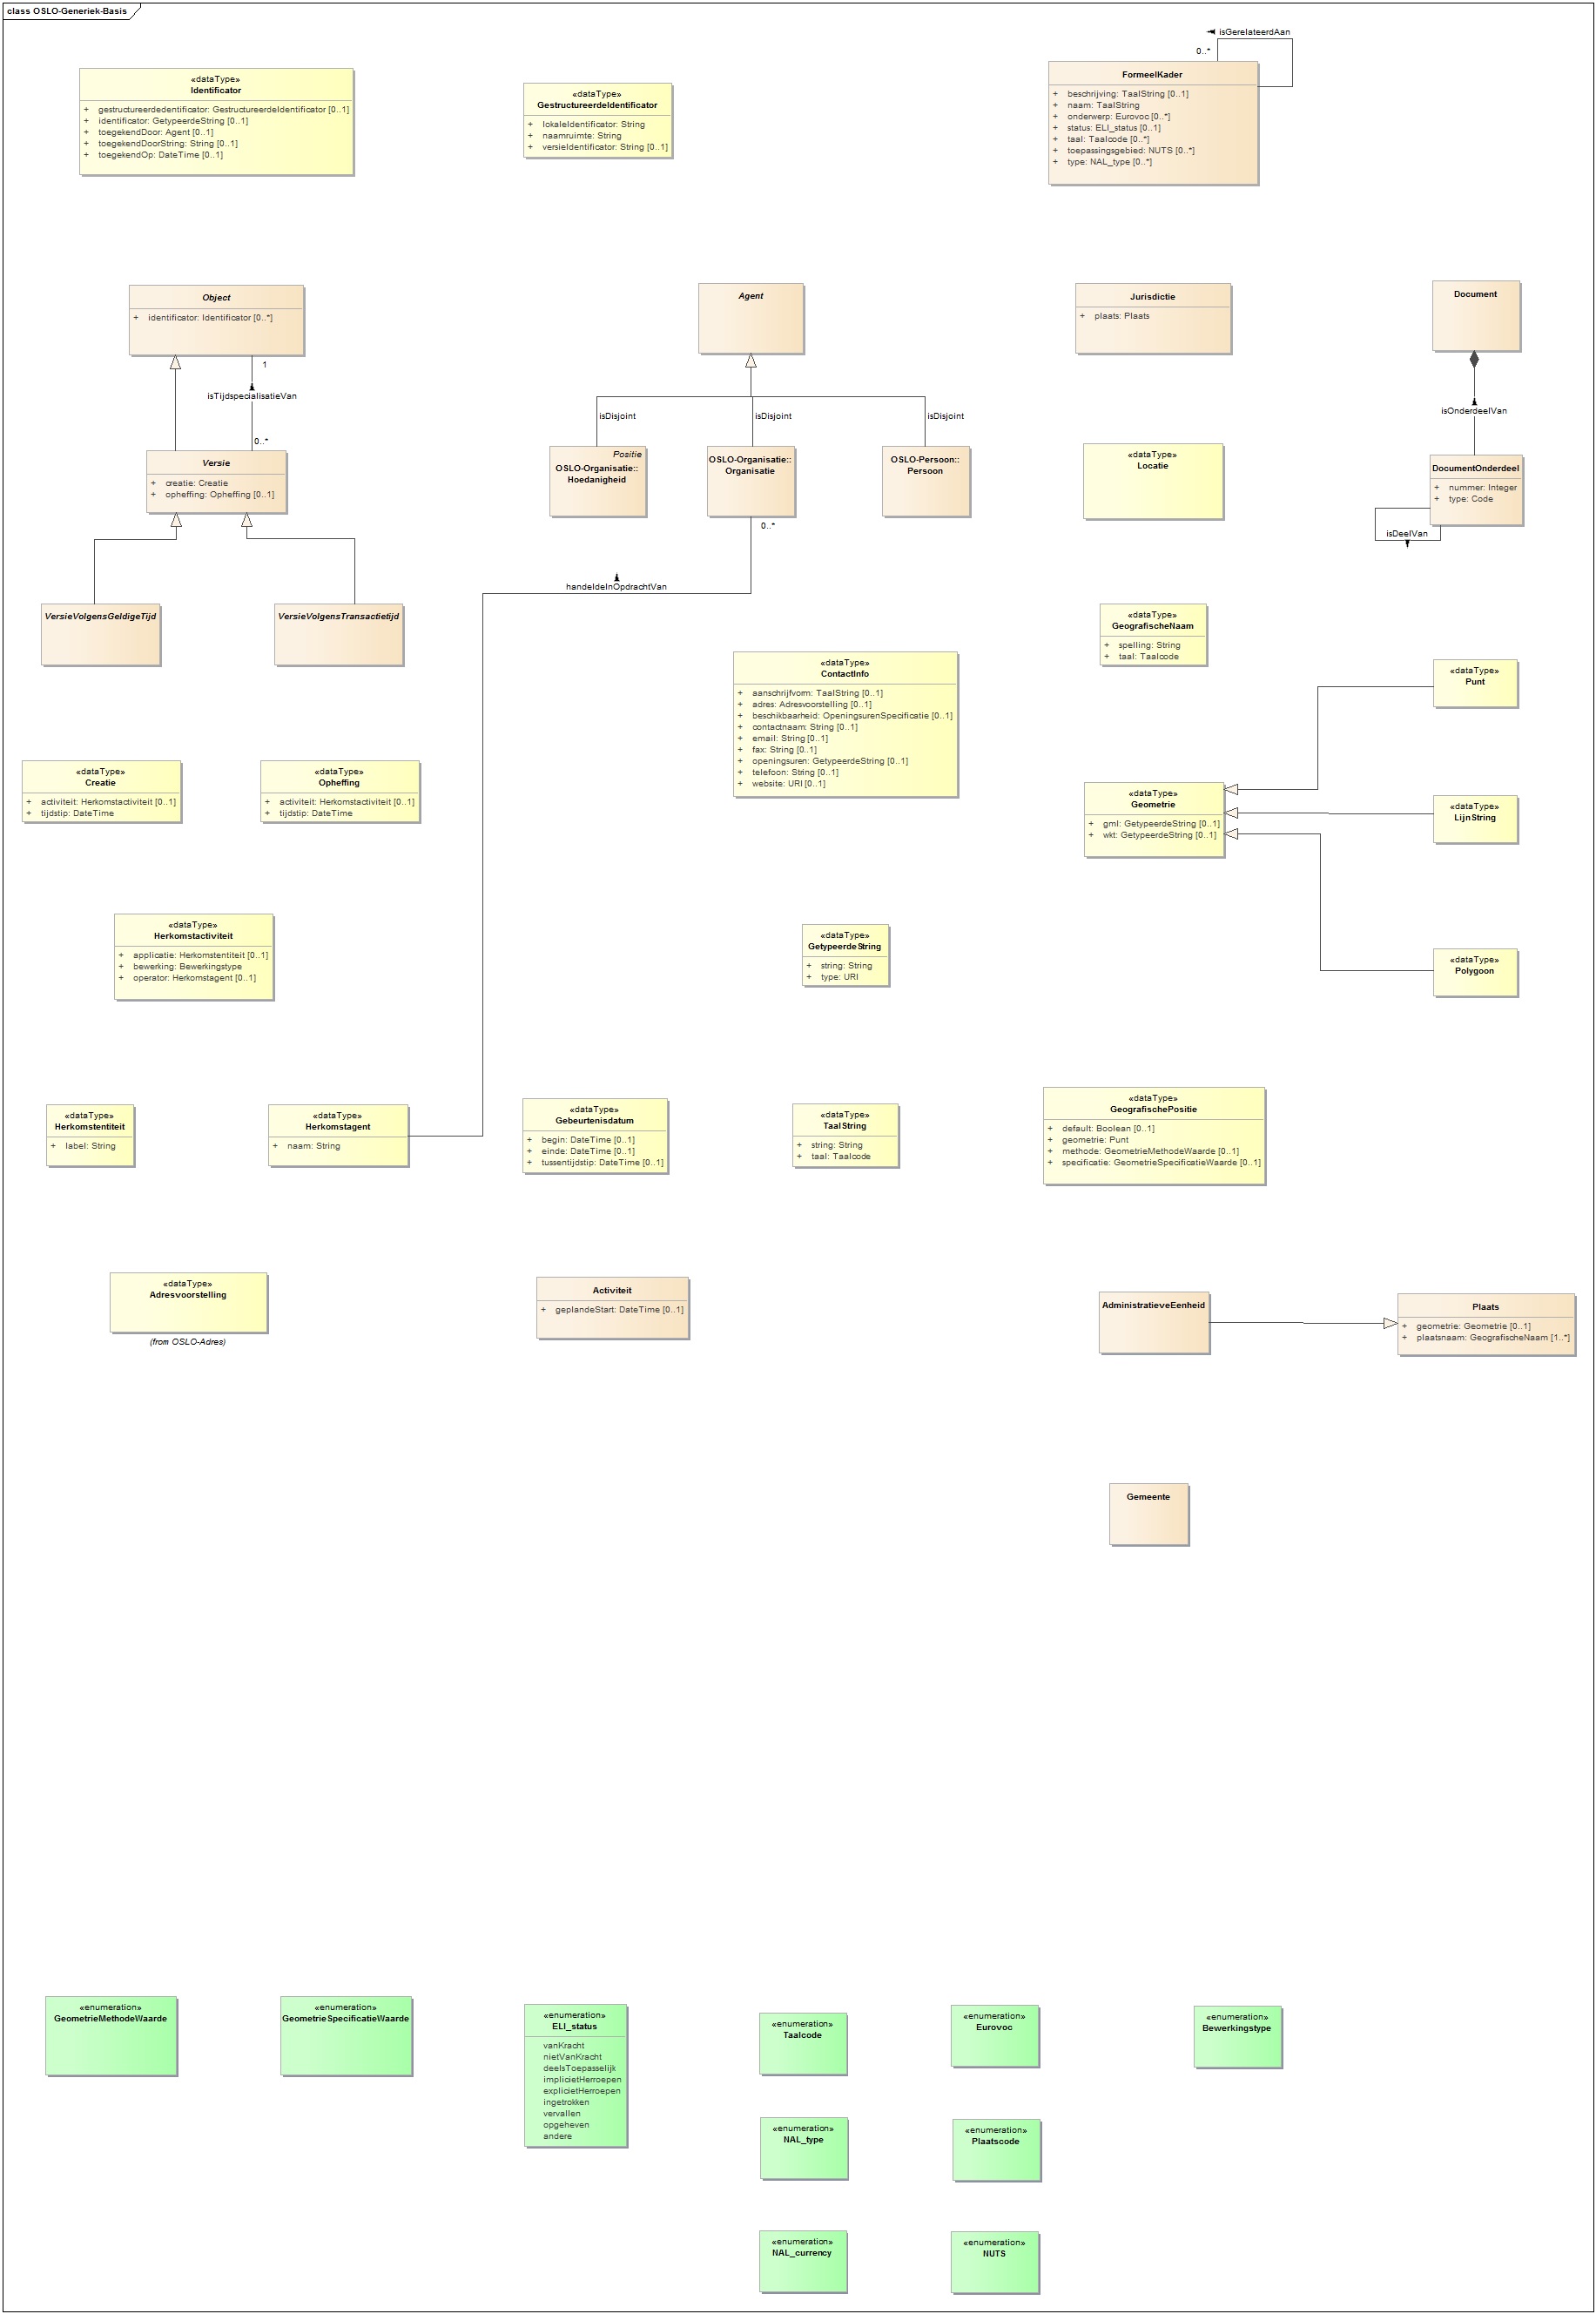 class OSLO-Generiek-Basis
«dataType»
Identificator
+ gestructureerdedentificator: GestructureerdeIdentificator [0..1]
+ identificator: GetypeerdeString [0..1]
+ toegekendDoor: Agent [0..1]
+ toegekendDoorString: String [0..1]
+ toegekendOp: DateTime [0..1]
«dataType»
GestructureerdeIdentificator
+ lokaleIdentificator: String
+ naamruimte: String
+ versieIdentificator: String [0..1]
isGerelateerdAan
0..*
FormeelKader
+ beschrijving: TaalString [0..1]
+ naam: TaalString
+ onderwerp: Eurovoc [0..*]
+ status: ELI_status [0..1]
+ taal: Taalcode [0..*]
+ toepassingsgebied: NUTS [0..*]
+ type: NAL_type [0..*]
Object
+ identificator: Identificator [0..*]
1
isTijdspecialisatieVan
0..*
Versie
+ creatie: Creatie
+ opheffing: Opheffing [0..1]
VersieVolgensGeldigeTijd
VersieVolgensTransactietijd
Agent
isDisjoint
isDisjoint
isDisjoint
Positie
OSLO-Organisatie::
Hoedanigheid
OSLO-Organisatie::
Organisatie
OSLO-Persoon::
Persoon
0..*
handeldeInOpdrachtVan
Jurisdictie
+ plaats: Plaats
Document
isOnderdeelVan
DocumentOnderdeel
+ nummer: Integer
+ type: Code
isDeelVan
«dataType»
Locatie
«dataType»
GeografischeNaam
+ spelling: String
+ taal: Taalcode
«dataType»
ContactInfo
+ aanschrijfvorm: TaalString [0..1]
+ adres: Adresvoorstelling [0..1]
+ beschikbaarheid: OpeningsurenSpecificatie [0..1]
+ contactnaam: String [0..1]
+ email: String [0..1]
+ fax: String [0..1]
+ openingsuren: GetypeerdeString [0..1]
+ telefoon: String [0..1]
+ website: URI [0..1]
«dataType»
Punt
«dataType»
Creatie
+ activiteit: Herkomstactiviteit [0..1]
+ tijdstip: DateTime
«dataType»
Opheffing
+ activiteit: Herkomstactiviteit [0..1]
+ tijdstip: DateTime
«dataType»
Geometrie
+ gml: GetypeerdeString [0..1]
+ wkt: GetypeerdeString [0..1]
«dataType»
LijnString
«dataType»
Herkomstactiviteit
+ applicatie: Herkomstentiteit [0..1]
+ bewerking: Bewerkingstype
+ operator: Herkomstagent [0..1]
«dataType»
GetypeerdeString
+ string: String
+ type: URI
«dataType»
Polygoon
«dataType»
Herkomstentiteit
+ label: String
«dataType»
Herkomstagent
+ naam: String
«dataType»
Gebeurtenisdatum
+ begin: DateTime [0..1]
+ einde: DateTime [0..1]
+ tussentijdstip: DateTime [0..1]
«dataType»
TaalString
+ string: String
+ taal: Taalcode
«dataType»
GeografischePositie
+ default: Boolean [0..1]
+ geometrie: Punt
+ methode: GeometrieMethodeWaarde [0..1]
+ specificatie: GeometrieSpecificatieWaarde [0..1]
«dataType»
Adresvoorstelling
(from OSLO-Adres)
Activiteit
+ geplandeStart: DateTime [0..1]
AdministratieveEenheid
Plaats
+ geometrie: Geometrie [0..1]
+ plaatsnaam: GeografischeNaam [1..*]
Gemeente
«enumeration»
GeometrieMethodeWaarde
«enumeration»
GeometrieSpecificatieWaarde
«enumeration»
ELI_status
vanKracht
nietVanKracht
deelsToepasselijk
implicietHerroepen
explicietHerroepen
ingetrokken
vervallen
opgeheven
andere
«enumeration»
Taalcode
«enumeration»
Eurovoc
«enumeration»
Bewerkingstype
«enumeration»
NAL_type
«enumeration»
Plaatscode
«enumeration»
NAL_currency
«enumeration»
NUTS